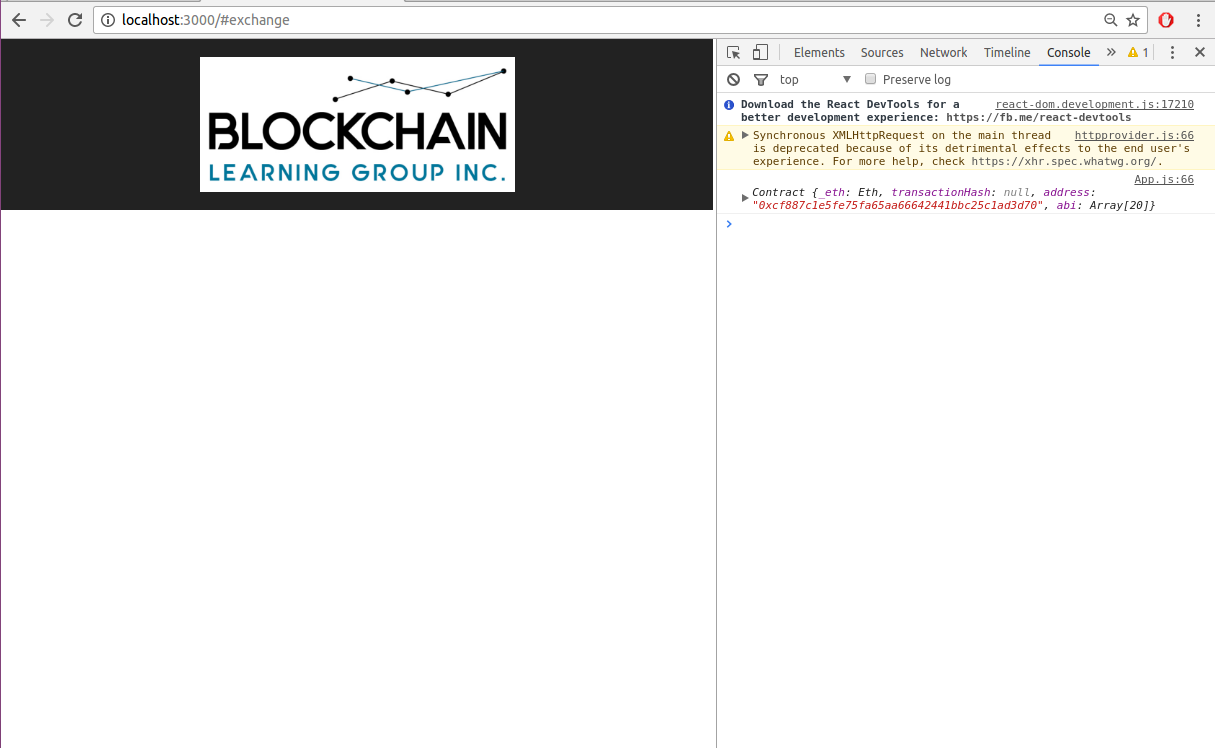 localhost:3000/#exchange
BLOCKCHAIN
LEARNING GROUP INC.
Elements Sources Network Timeline Console » 1
top Preserve log
Download the React DevTools for a react-dom.development.js:17210
better development experience: https://fb.me/react-devtools
Synchronous XMLHttpRequest on the main thread httpprovider.js:66
is deprecated because of its detrimental effects to the end user's
experience. For more help, check https://xhr.spec.whatwg.org/.
App.js:66
Contract {_eth: Eth, transactionHash: null, address:
"0xcf887c1e5fe75fa65aa66642441bbc25c1ad3d70", abi: Array[20]}